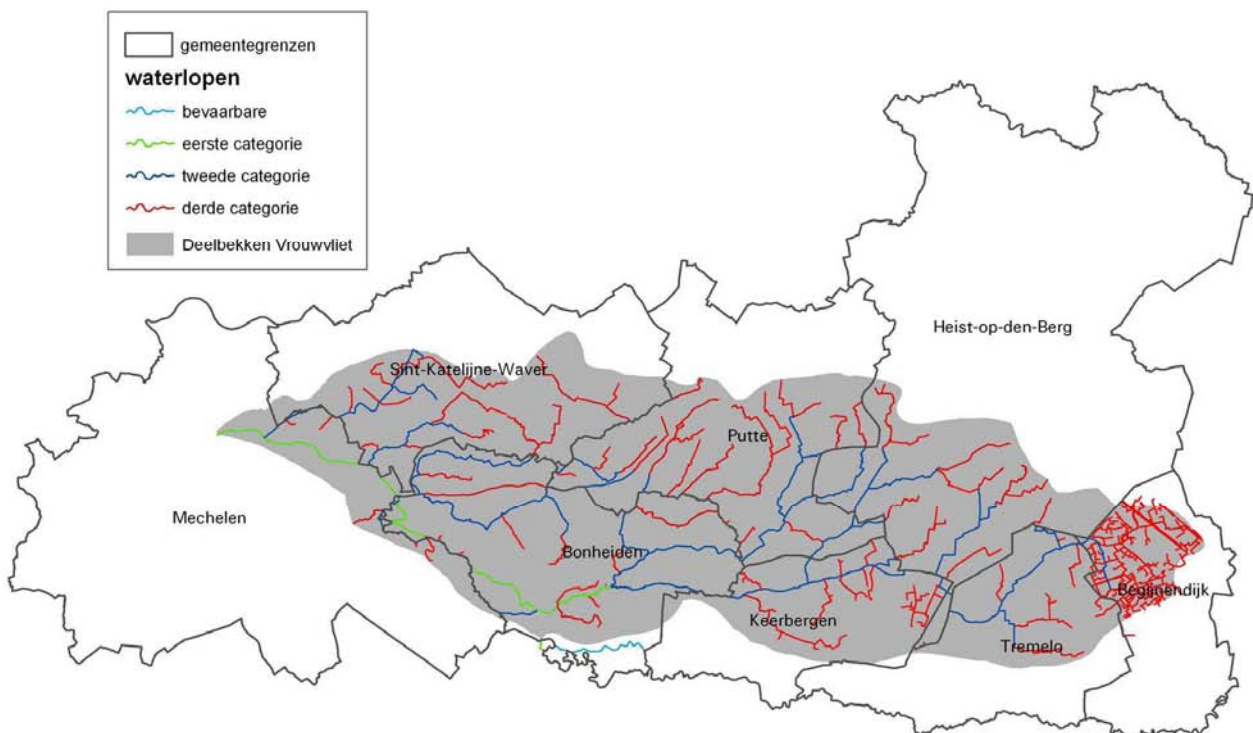 gemeentegrenzen
waterlopen
bevaarbare
eerste categorie
tweede categorie
derde categorie
Deelbekken Vrouwvliet
Heist-op-den-Berg
Sint-Katelijne-Waver
Putte
Mechelen
Bonheiden
Begijnendijk
Keerbergen
Tremelo